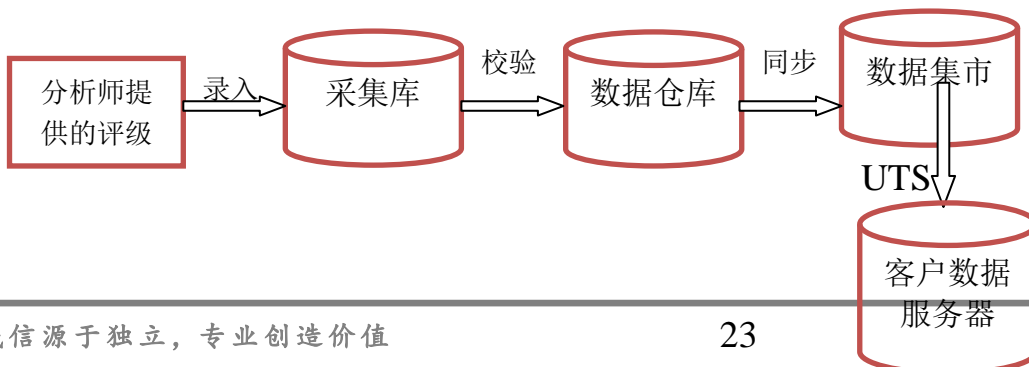 分析师提
供的评级
录入
采集库
校验
数据仓库
同步
数据集市
UTS
客户数据
服务器
信源于独立，专业创造价值
23